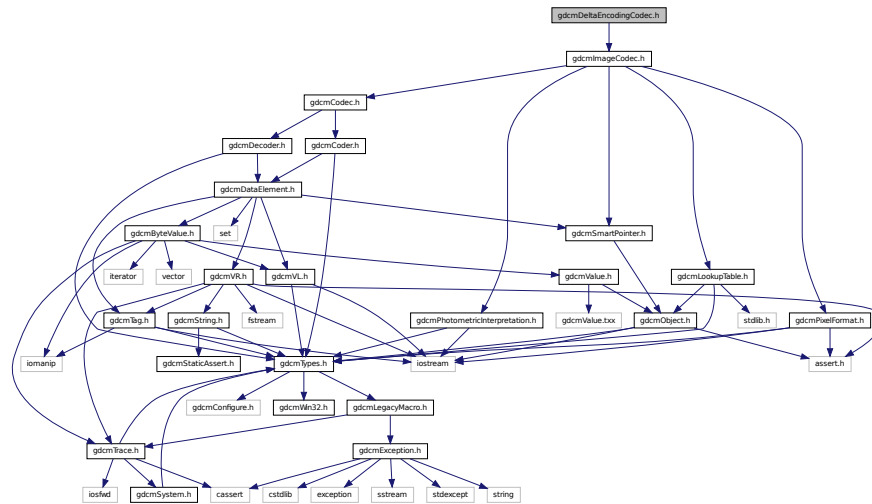 gdcmDeltaEncodingCodec.h
gdcmImageCodec.h
gdcmCodec.h
gdcmDecoder.h
gdcmCoder.h
gdcmDataElement.h
gdcmByteValue.h
set
gdcmSmartPointer.h
iterator
vector
gdcmVR.h
gdcmVL.h
gdcmValue.h
gdcmLookupTable.h
gdcmTag.h
gdcmString.h
fstream
gdcmPhotometricInterpretation.h
gdcmValue.txx
gdcmObject.h
stdlib.h
gdcmPixelFormat.h
iomanip
gdcmStaticAssert.h
gdcmTypes.h
iostream
assert.h
gdcmConfigure.h
gdcmWin32.h
gdcmLegacyMacro.h
gdcmTrace.h
gdcmException.h
iosfwd
gdcmSystem.h
cassert
cstdlib
exception
sstream
stdexcept
string